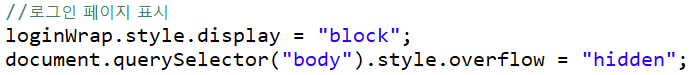 //로그인 페이지 표시
loginWrap.style.display = "block";
document.querySelector("body").style.overflow = "hidden";